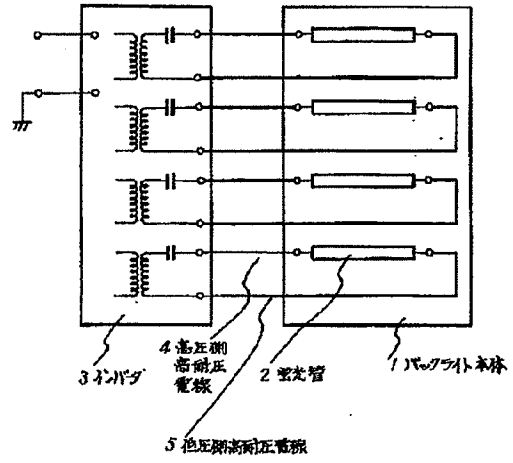 4 高圧側
高耐圧
電線
3 インバータ
2 蛍光管
1 バックライト本体
5 低圧側高耐圧電線